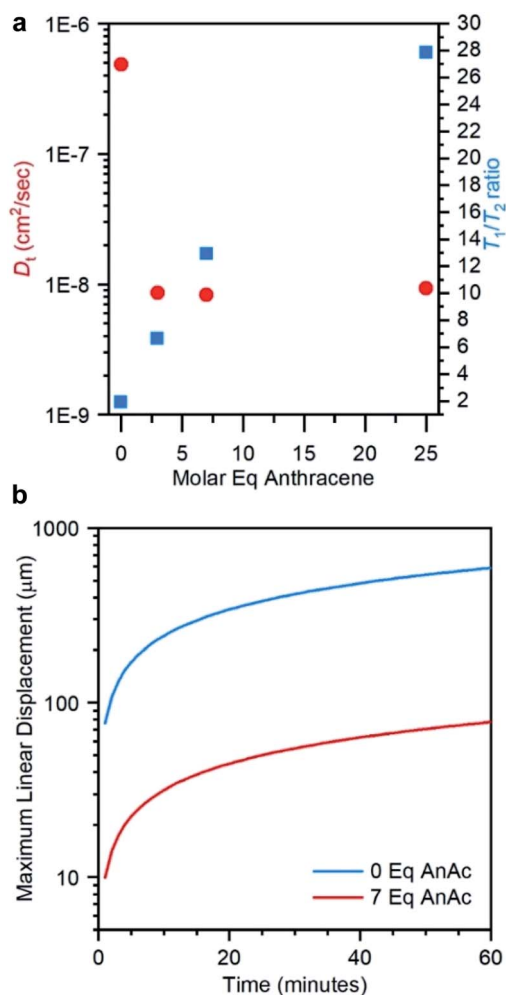 a
1E-6
1E-7
1E-8
1E-9
Dt (cm²/sec)
30
28
26
24
22
20
18
16
14
12
10
8
6
4
2
T1/T2 ratio
0 5 10 15 20 25
Molar Eq Anthracene
b
1000
100
10
Maximum Linear Displacement (μm)
0 Eq AnAc
7 Eq AnAc
0 20 40 60
Time (minutes)